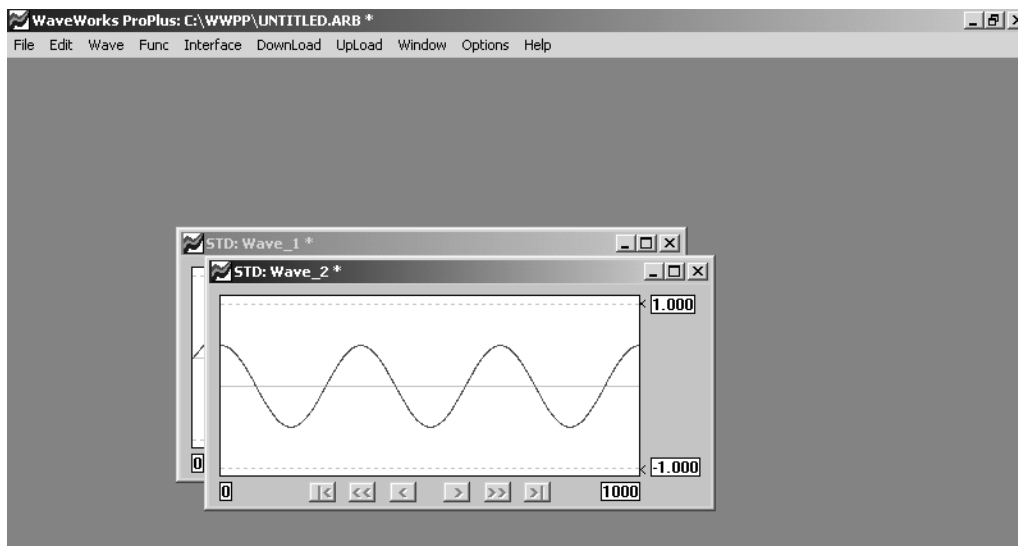 WaveWorks ProPlus: C:\WWPP\UNTITLED.ARB *
File Edit Wave Func Interface DownLoad UpLoad Window Options Help
STD: Wave_1 *
STD: Wave_2 *
1.000
-1.000
0
0 |< << < > >> >| 1000